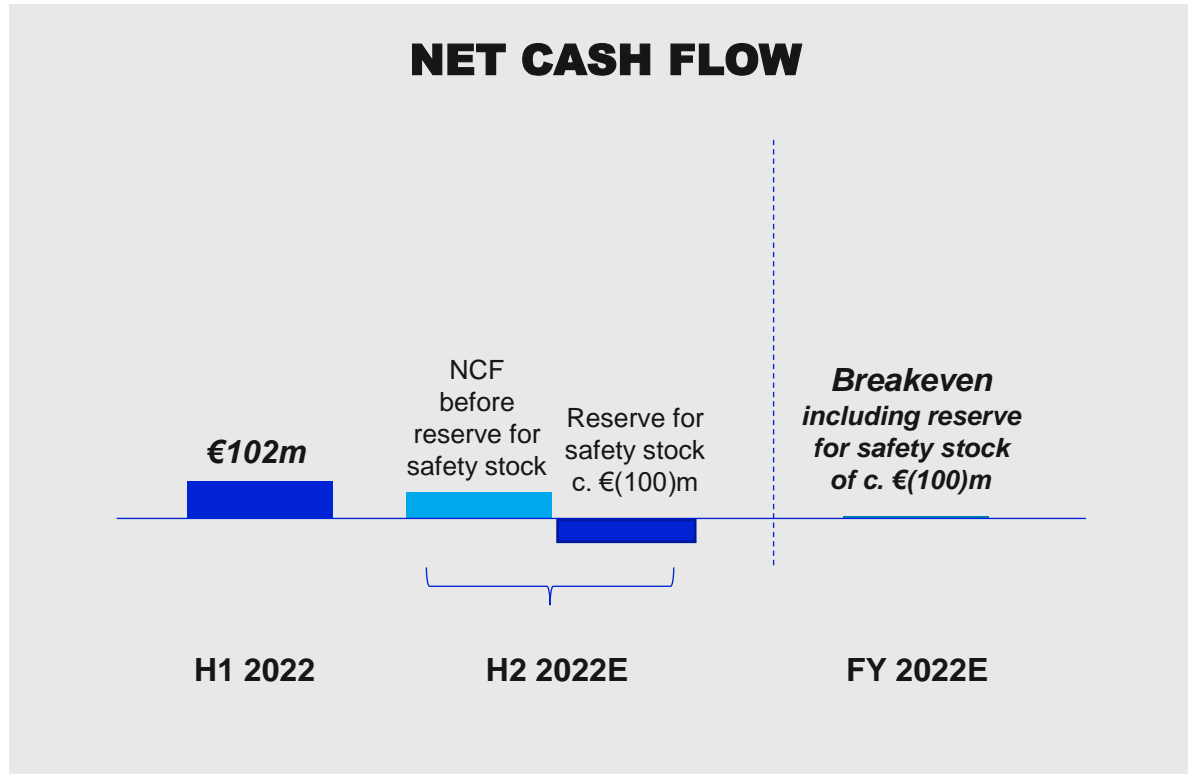 NET CASH FLOW
€102m
NCF
before
reserve for
safety stock
Reserve for
safety stock
c. €(100)m
Breakeven
including reserve
for safety stock
of c. €(100)m
H1 2022
H2 2022E
FY 2022E